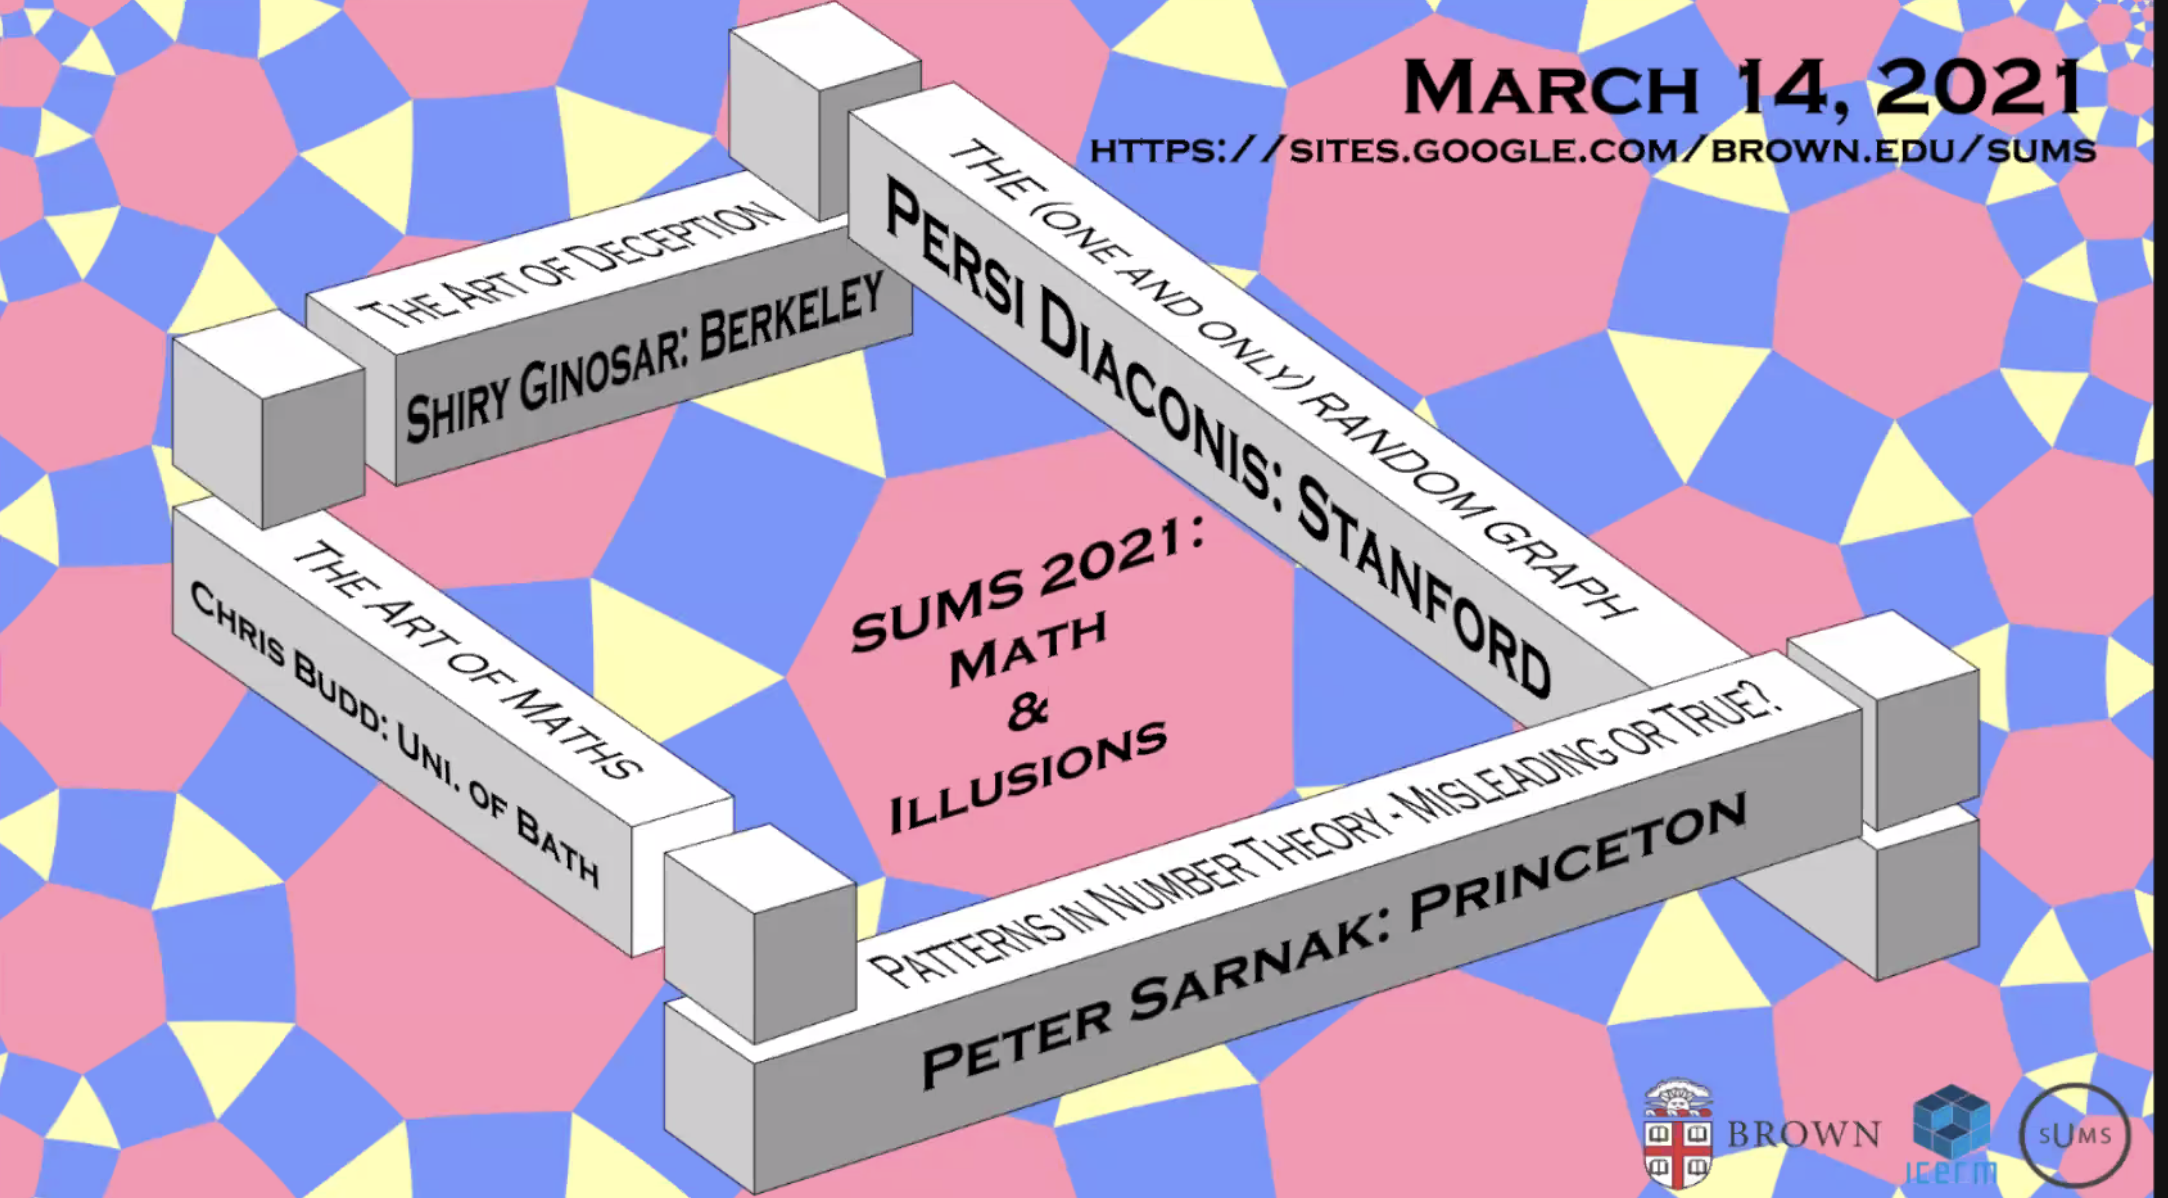 MARCH 14, 2021
HTTPS://SITES.GOOGLE.COM/BROWN.EDU/SUMS
THE ART OF DECEPTION
SHIRY GINOSAR: BERKELEY
THE (ONE AND ONLY) RANDOM GRAPH
PERSI DIACONIS: STANFORD
THE ART OF MATHS
CHRIS BUDD: UNI. OF BATH
SUMS 2021:
MATH
&
ILLUSIONS
PATTERNS IN NUMBER THEORY - MISLEADING OR TRUE?
PETER SARNAK: PRINCETON
BROWN
icerm
SUMS